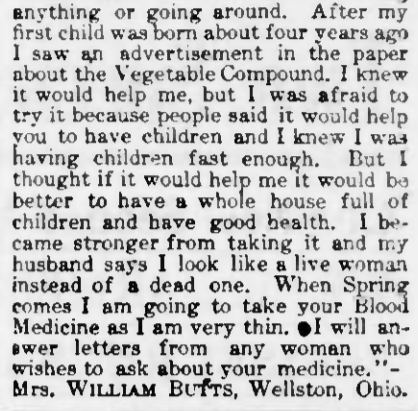 anything or going around. After my
first child was born about four years ago
I saw an advertisement in the paper
about the Vegetable Compound. I knew
it would help me, but I was afraid to
try it because people said it would help
you to have children and I knew I was
having children fast enough. But I
thought if it would help me it would be
better to have a whole house full of
children and have good health. I be-
came stronger from taking it and my
husband says I look like a live woman
instead of a dead one. When Spring
comes I am going to take your Blood
Medicine as I am very thin. I will an-
swer letters from any woman who
wishes to ask about your medicine."-
Mrs. WILLIAM BUTTS, Wellston, Ohio.